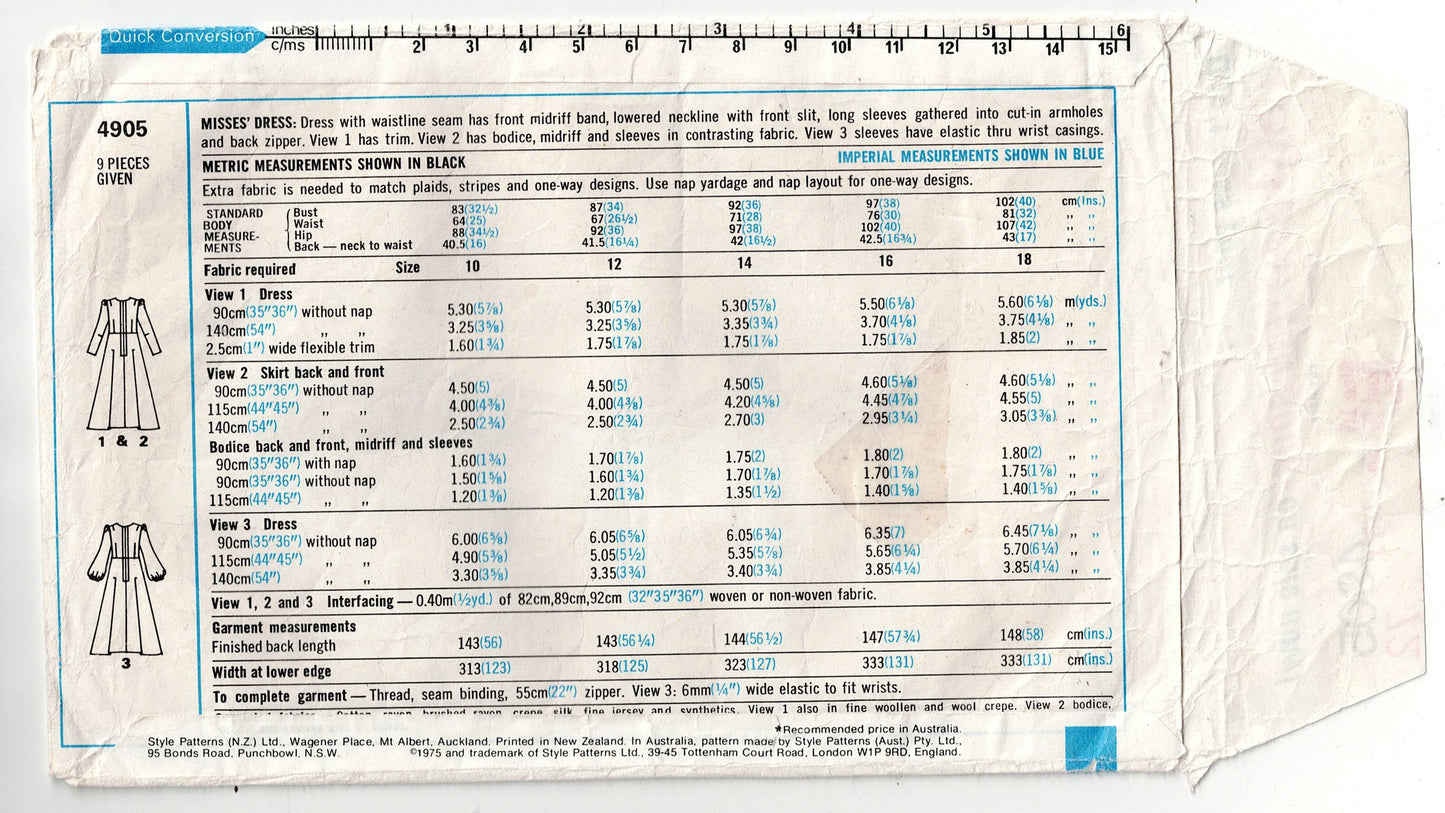 Quick Conversion
inches 1 2 3 4 5 6
c/ms 2 3 5 6 7 8 9 10 11 12 13 14 15
4905
9 PIECES
GIVEN
MISSES' DRESS: Dress with waistline seam has front midriff band, lowered neckline with front slit, long sleeves gathered into cut-in armholes
and back zipper. View 1 has trim. View 2 has bodice, midriff and sleeves in contrasting fabric. View 3 sleeves have elastic thru wrist casings.
METRIC MEASUREMENTS SHOWN IN BLACK IMPERIAL MEASUREMENTS SHOWN IN BLUE
Extra fabric is needed to match plaids, stripes and one-way designs. Use nap yardage and nap layout for one-way designs.
STANDARD Bust 83(32½) 87(34) 92(36) 97(38) 102(40) cm(Ins.)
BODY Waist 64(25) 67(26½) 71(28) 76(30) 81(32) ,, ,,
MEASURE- Hip 88(34½) 92(36) 97(38) 102(40) 107(42) ,, ,,
MENTS Back — neck to waist 40.5(16) 41.5(16¼) 42(16½) 42.5(16¾) 43(17) ,, ,,
Fabric required Size 10 12 14 16 18
View 1 Dress
90cm(35"36") without nap 5.30(5⅞) 5.30(5⅞) 5.30(5⅞) 5.50(6⅛) 5.60(6⅛) m(yds.)
140cm(54") ,, ,, 3.25(3⅝) 3.25(3⅝) 3.35(3¾) 3.70(4⅛) 3.75(4⅛) ,, ,,
2.5cm(1") wide flexible trim 1.60(1¾) 1.75(1⅞) 1.75(1⅞) 1.75(1⅞) 1.85(2) ,, ,,
View 2 Skirt back and front
90cm(35"36") without nap 4.50(5) 4.50(5) 4.50(5) 4.60(5⅛) 4.60(5⅛) ,, ,,
115cm(44"45") ,, ,, 4.00(4⅜) 4.00(4⅜) 4.20(4⅝) 4.45(4⅞) 4.55(5) ,, ,,
140cm(54") ,, ,, 2.50(2¾) 2.50(2¾) 2.70(3) 2.95(3¼) 3.05(3⅜) ,, ,,
Bodice back and front, midriff and sleeves
90cm(35"36") with nap 1.60(1¾) 1.70(1⅞) 1.75(2) 1.80(2) 1.80(2) ,, ,,
90cm(35"36") without nap 1.50(1⅝) 1.60(1¾) 1.70(1⅞) 1.70(1⅞) 1.75(1⅞) ,, ,,
115cm(44"45") ,, ,, 1.20(1⅜) 1.20(1⅜) 1.35(1½) 1.40(1⅝) 1.40(1⅝) ,, ,,
1 & 2
View 3 Dress
90cm(35"36") without nap 6.00(6⅝) 6.05(6⅝) 6.05(6¾) 6.35(7) 6.45(7⅛) ,, ,,
115cm(44"45") ,, ,, 4.90(5⅜) 5.05(5½) 5.35(5⅞) 5.65(6¼) 5.70(6¼) ,, ,,
140cm(54") ,, ,, 3.30(3⅝) 3.35(3¾) 3.40(3¾) 3.85(4¼) 3.85(4¼) ,, ,,
View 1, 2 and 3 Interfacing — 0.40m(½yd.) of 82cm,89cm,92cm (32"35"36") woven or non-woven fabric.
Garment measurements
Finished back length 143(56) 143(56¼) 144(56½) 147(57¾) 148(58) cm(ins.)
3
Width at lower edge 313(123) 318(125) 323(127) 333(131) 333(131) cm(ins.)
To complete garment — Thread, seam binding, 55cm(22") zipper. View 3: 6mm(¼") wide elastic to fit wrists.
Cotton, rayon, brushed rayon, crepe, silk, fine jersey and synthetics. View 1 also in fine woollen and wool crepe. View 2 bodice,
*Recommended price in Australia.
Style Patterns (N.Z.) Ltd., Wagener Place, Mt Albert, Auckland. Printed in New Zealand. In Australia, pattern made by Style Patterns (Aust.) Pty. Ltd.,
95 Bonds Road, Punchbowl, N.S.W. ©1975 and trademark of Style Patterns Ltd., 39-45 Tottenham Court Road, London W1P 9RD, England.